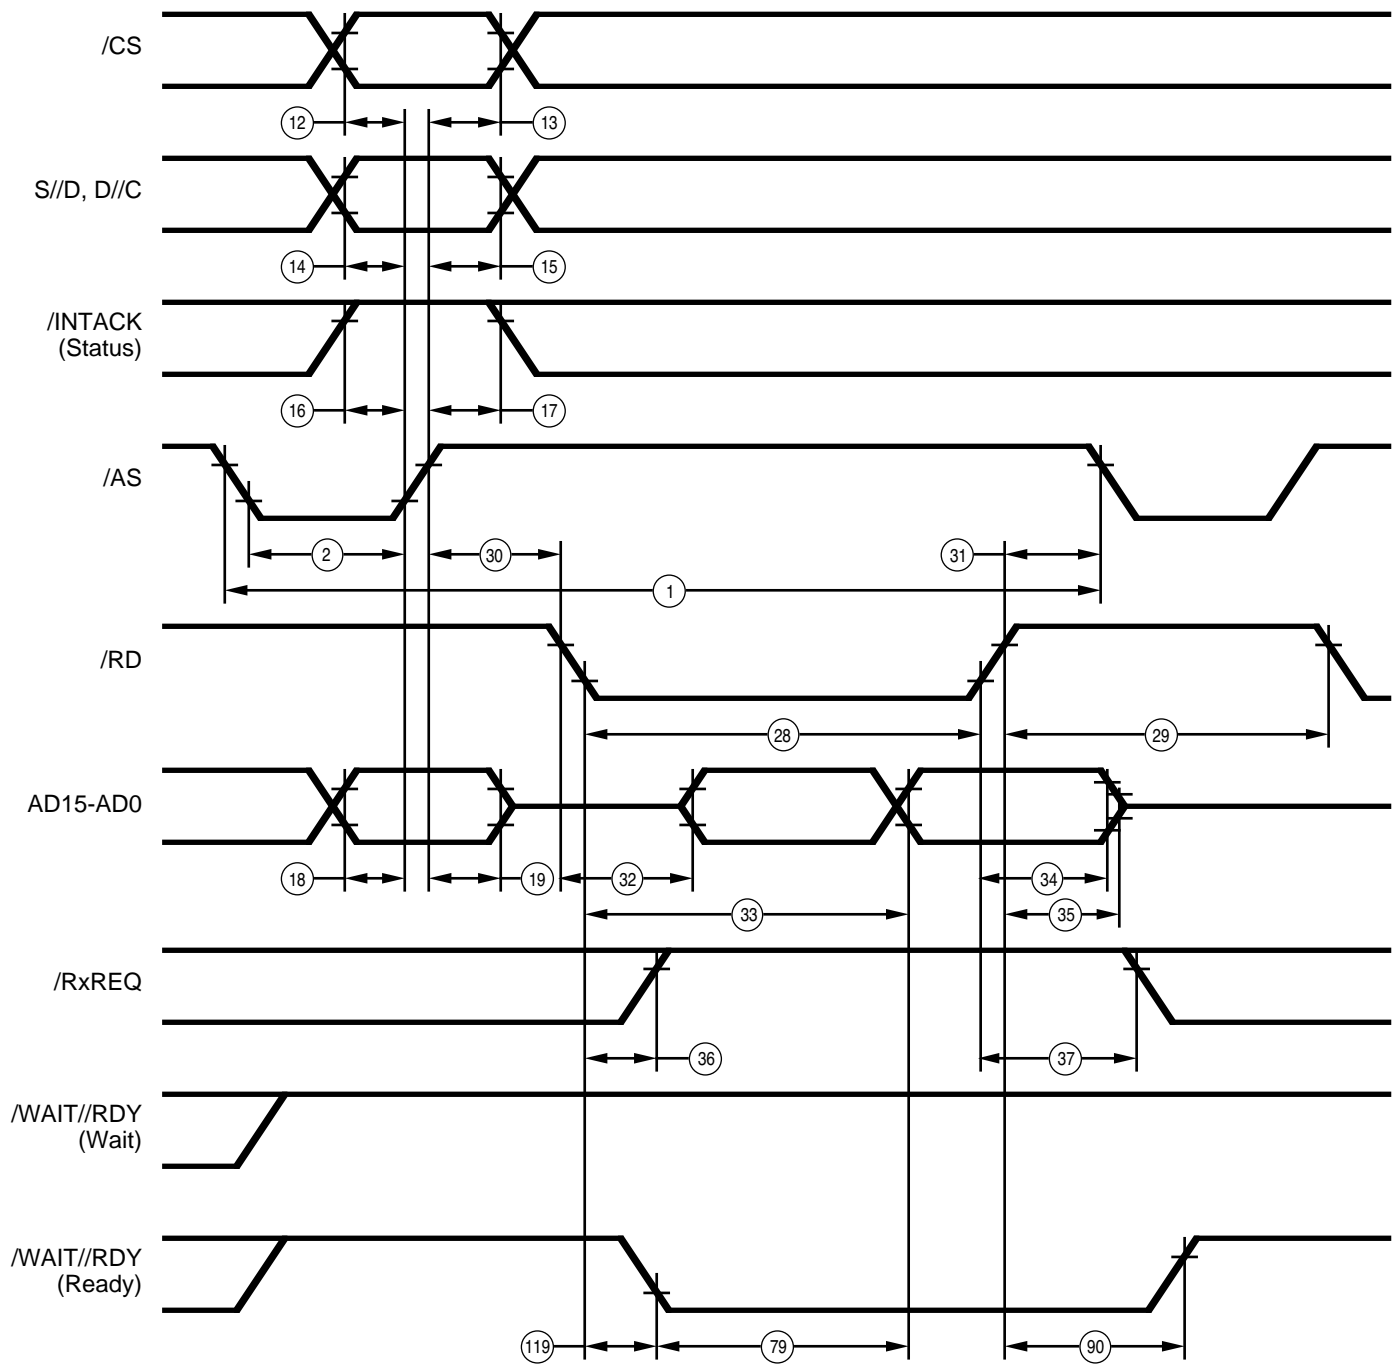 /CS
12
13
S//D, D//C
14
15
/INTACK
(Status)
16
17
/AS
2
30
31
1
/RD
28
29
AD15-AD0
18
19
32
34
33
35
/RxREQ
36
37
/WAIT//RDY
(Wait)
/WAIT//RDY
(Ready)
119
79
90